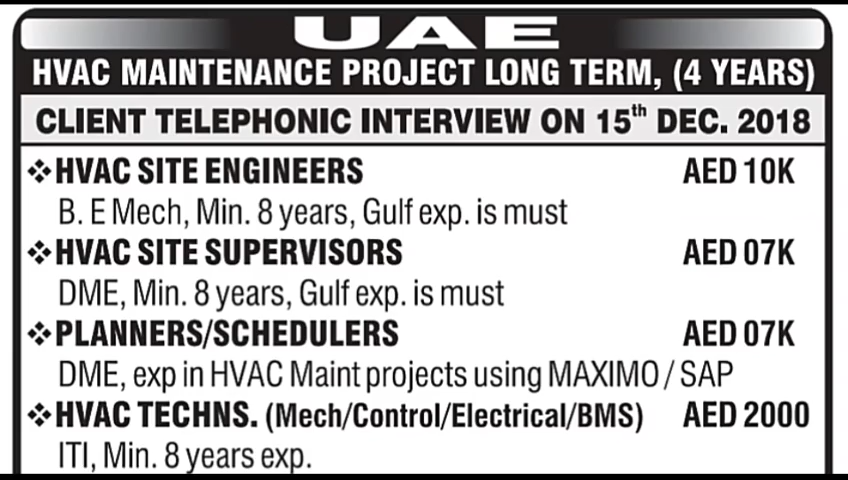 UAE
HVAC MAINTENANCE PROJECT LONG TERM, (4 YEARS)
CLIENT TELEPHONIC INTERVIEW ON 15th DEC. 2018
❖HVAC SITE ENGINEERS AED 10K
B. E Mech, Min. 8 years, Gulf exp. is must
❖HVAC SITE SUPERVISORS AED 07K
DME, Min. 8 years, Gulf exp. is must
❖PLANNERS/SCHEDULERS AED 07K
DME, exp in HVAC Maint projects using MAXIMO / SAP
❖HVAC TECHNS. (Mech/Control/Electrical/BMS) AED 2000
ITI, Min. 8 years exp.